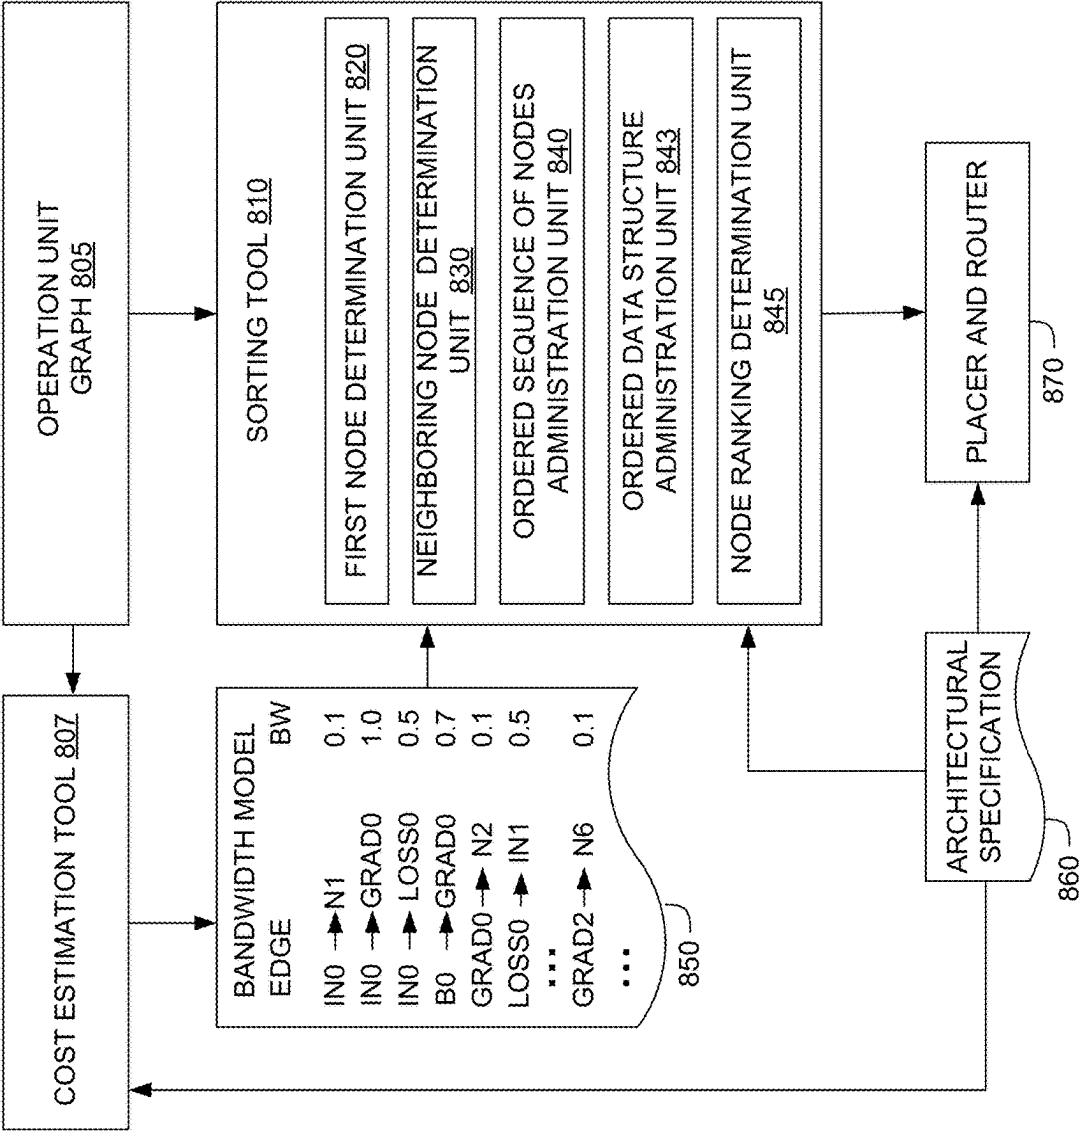 OPERATION UNIT
GRAPH 805
COST ESTIMATION TOOL 807
SORTING TOOL 810
FIRST NODE DETERMINATION UNIT 820
NEIGHBORING NODE DETERMINATION
UNIT 830
ORDERED SEQUENCE OF NODES
ADMINISTRATION UNIT 840
ORDERED DATA STRUCTURE
ADMINISTRATION UNIT 843
NODE RANKING DETERMINATION UNIT
845
BANDWIDTH MODEL
EDGE BW
IN0 → N1 0.1
IN0 → GRAD0 1.0
IN0 → LOSS0 0.5
B0 → GRAD0 0.7
GRAD0 → N2 0.1
LOSS0 → IN1 0.5
...
GRAD2 → N6 0.1
...
850
ARCHITECTURAL
SPECIFICATION
860
PLACER AND ROUTER
870